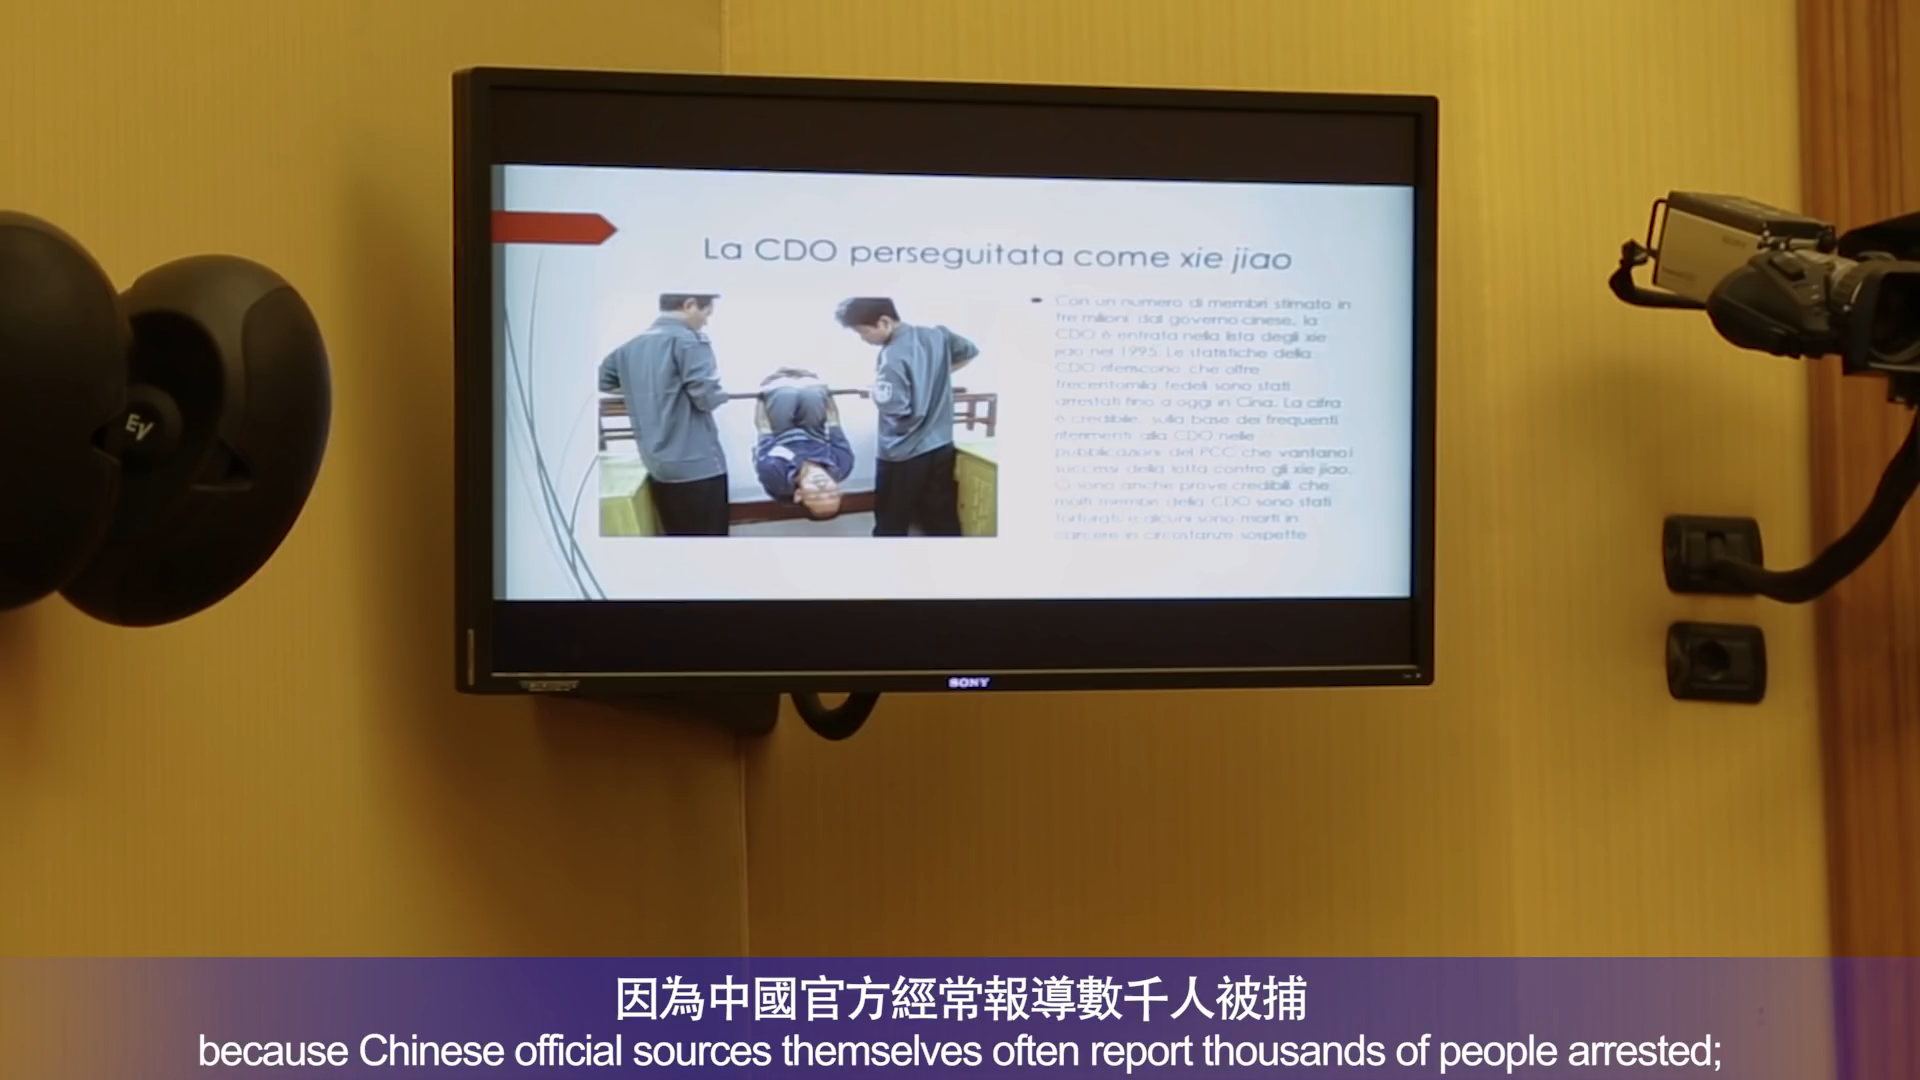 EV
La CDO perseguitata come xie jiao
Con un numero di membri stimato in
tre milioni dal governo cinese, la
CDO è entrata nella lista degli xie
jiao nel 1995. Le statistiche della
CDO riferiscono che oltre
trecentomila fedeli sono stati
arrestati fino a oggi in Cina. La cifra
è credibile, sulla base dei frequenti
riferimenti alla CDO nelle
pubblicazioni del PCC che vantano i
successi della lotta contro gli xie jiao.
Ci sono anche prove credibili che
molti membri della CDO sono stati
torturati e alcuni sono morti in
carcere in circostanze sospette
SONY
因為中國官方經常報導數千人被捕
because Chinese official sources themselves often report thousands of people arrested;